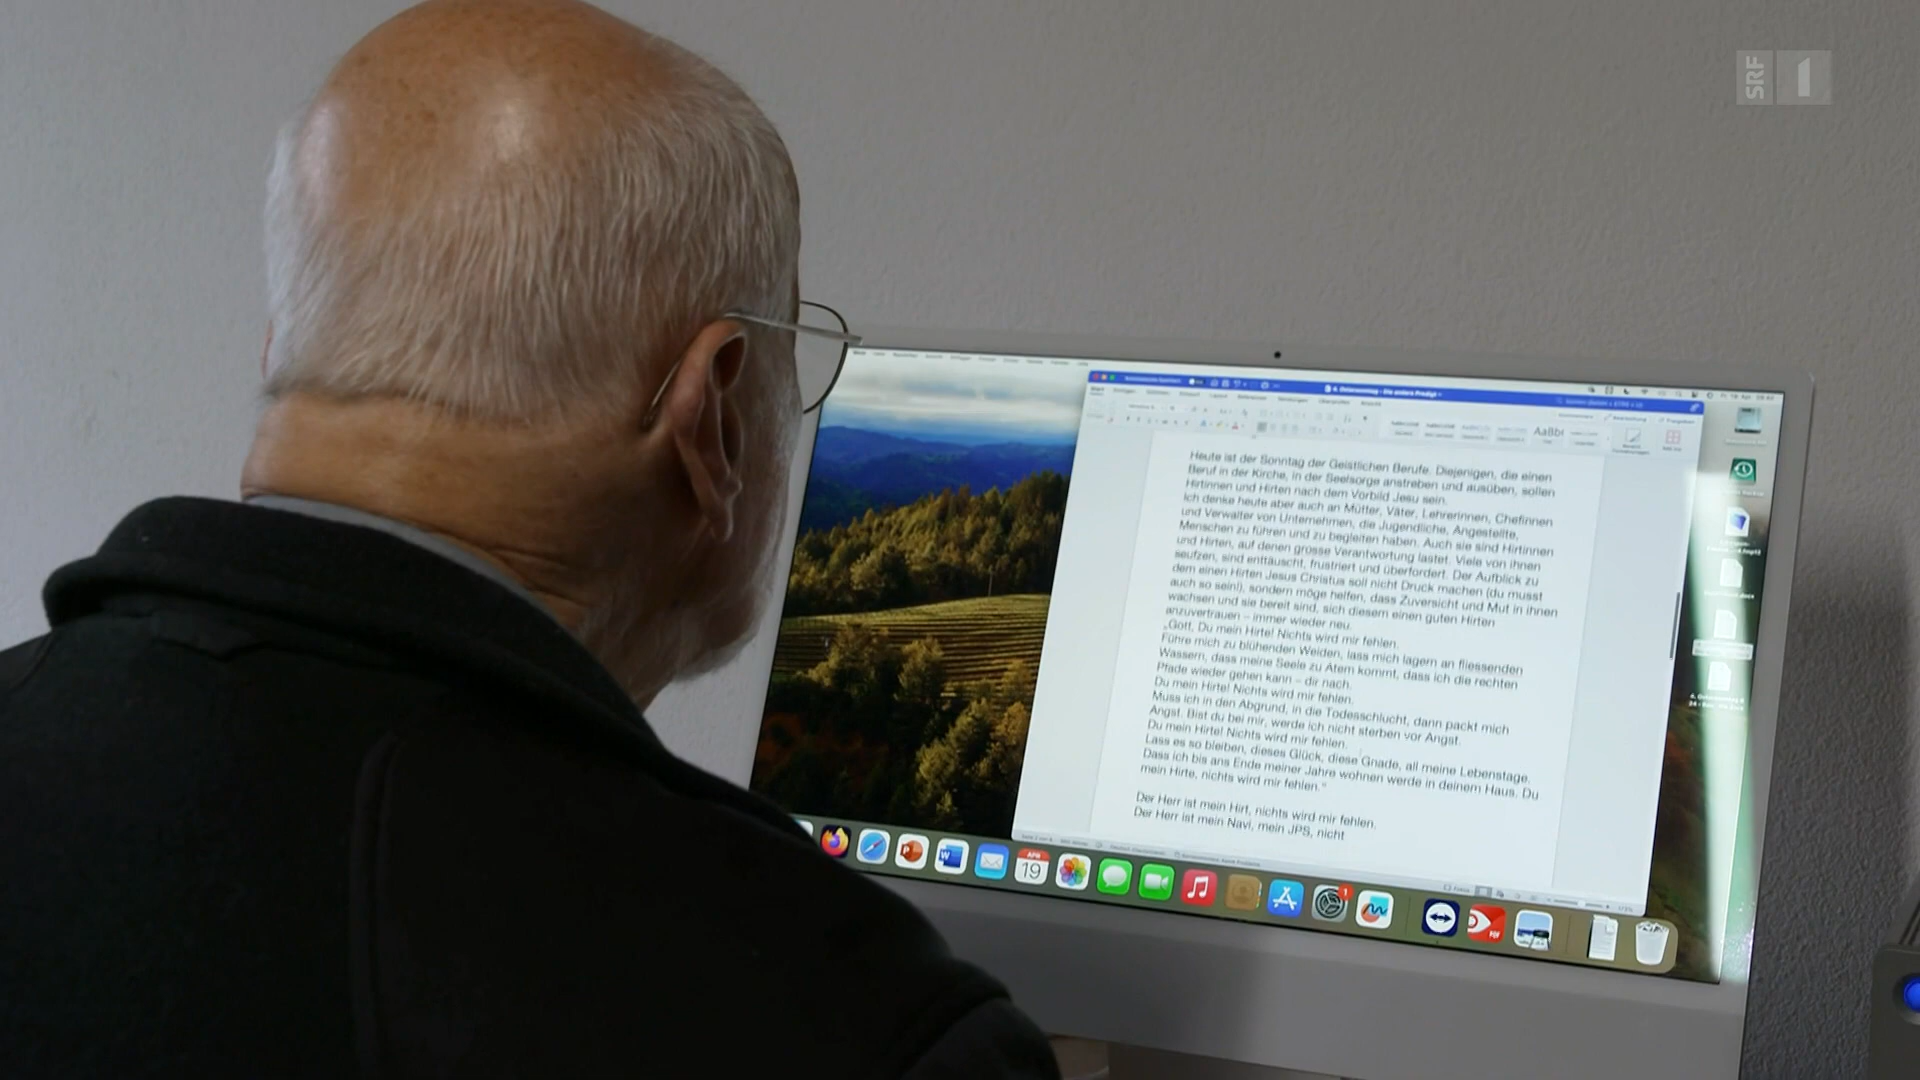 SRF 1
4. Ostersonntag - Die andere Predigt
AaBb
Heute ist der Sonntag der Geistlichen Berufe. Diejenigen, die einen
Beruf in der Kirche, in der Seelsorge anstreben und ausüben, sollen
Hirtinnen und Hirten nach dem Vorbild Jesu sein.
Ich denke heute aber auch an Mütter, Väter, Lehrerinnen, Chefinnen
und Verwalter von Unternehmen, die Jugendliche, Angestellte,
Menschen zu führen und zu begleiten haben. Auch sie sind Hirtinnen
und Hirten, auf denen grosse Verantwortung lastet. Viele von ihnen
seufzen, sind enttäuscht, frustriert und überfordert. Der Aufblick zu
dem einen Hirten Jesus Christus soll nicht Druck machen (du musst
auch so sein!), sondern möge helfen, dass Zuversicht und Mut in ihnen
wachsen und sie bereit sind, sich diesem einen guten Hirten
anzuvertrauen – immer wieder neu.
„Gott, Du mein Hirte! Nichts wird mir fehlen.
Führe mich zu blühenden Weiden, lass mich lagern an fliessenden
Wassern, dass meine Seele zu Atem kommt, dass ich die rechten
Pfade wieder gehen kann – dir nach.
Du mein Hirte! Nichts wird mir fehlen.
Muss ich in den Abgrund, in die Todesschlucht, dann packt mich
Angst. Bist du bei mir, werde ich nicht sterben vor Angst.
Du mein Hirte! Nichts wird mir fehlen.
Lass es so bleiben, dieses Glück, diese Gnade, all meine Lebenstage.
Dass ich bis ans Ende meiner Jahre wohnen werde in deinem Haus. Du
mein Hirte, nichts wird mir fehlen."
Der Herr ist mein Hirt, nichts wird mir fehlen.
Der Herr ist mein Navi, mein JPS, nicht
APR
19
1
PDF